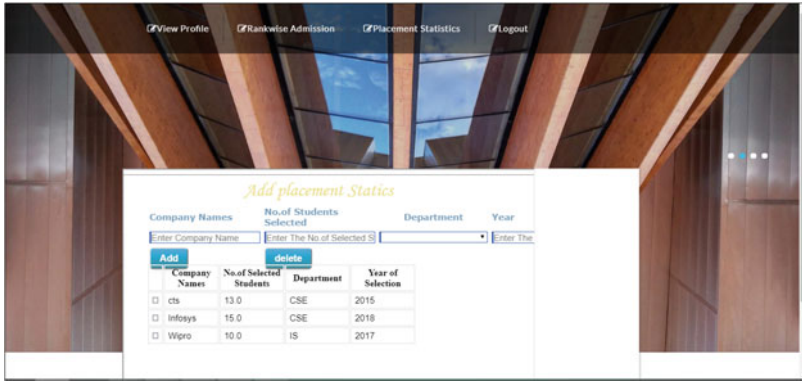 View Profile Rankwise Admission Placement Statistics Logout
Add placement Statics
Company Names No.of Students Selected Department Year
Enter Company Name Enter The No of Selected S Enter The
Add delete
Company Names No.of Selected Students Department Year of Selection
cts 13.0 CSE 2015
Infosys 15.0 CSE 2018
Wipro 10.0 IS 2017